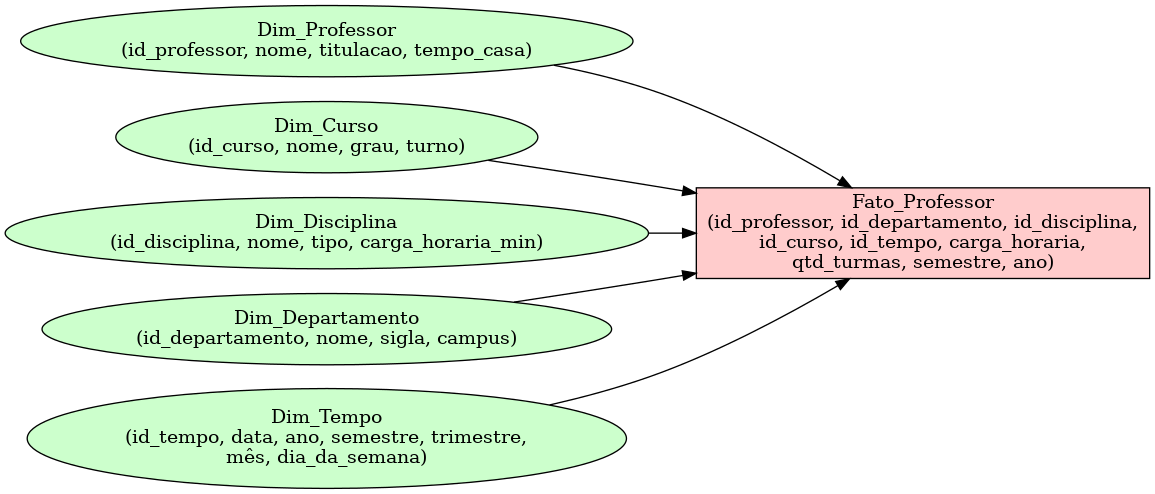 Dim_Professor
(id_professor, nome, titulacao, tempo_casa)
Dim_Curso
(id_curso, nome, grau, turno)
Dim_Disciplina
(id_disciplina, nome, tipo, carga_horaria_min)
Dim_Departamento
(id_departamento, nome, sigla, campus)
Dim_Tempo
(id_tempo, data, ano, semestre, trimestre,
mês, dia_da_semana)
Fato_Professor
(id_professor, id_departamento, id_disciplina,
id_curso, id_tempo, carga_horaria,
qtd_turmas, semestre, ano)